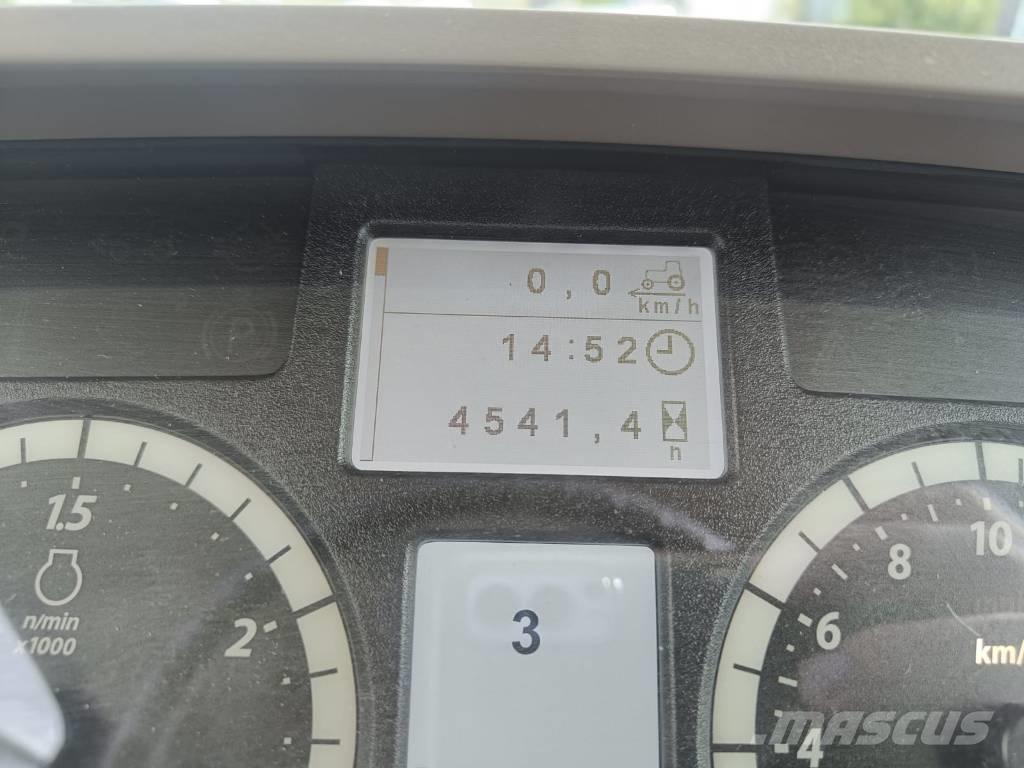 0,0
km/h
14:52
4541,4
h
P
1.5
n/min
x1000
2
3
10
8
6
4
km/
MASCUS